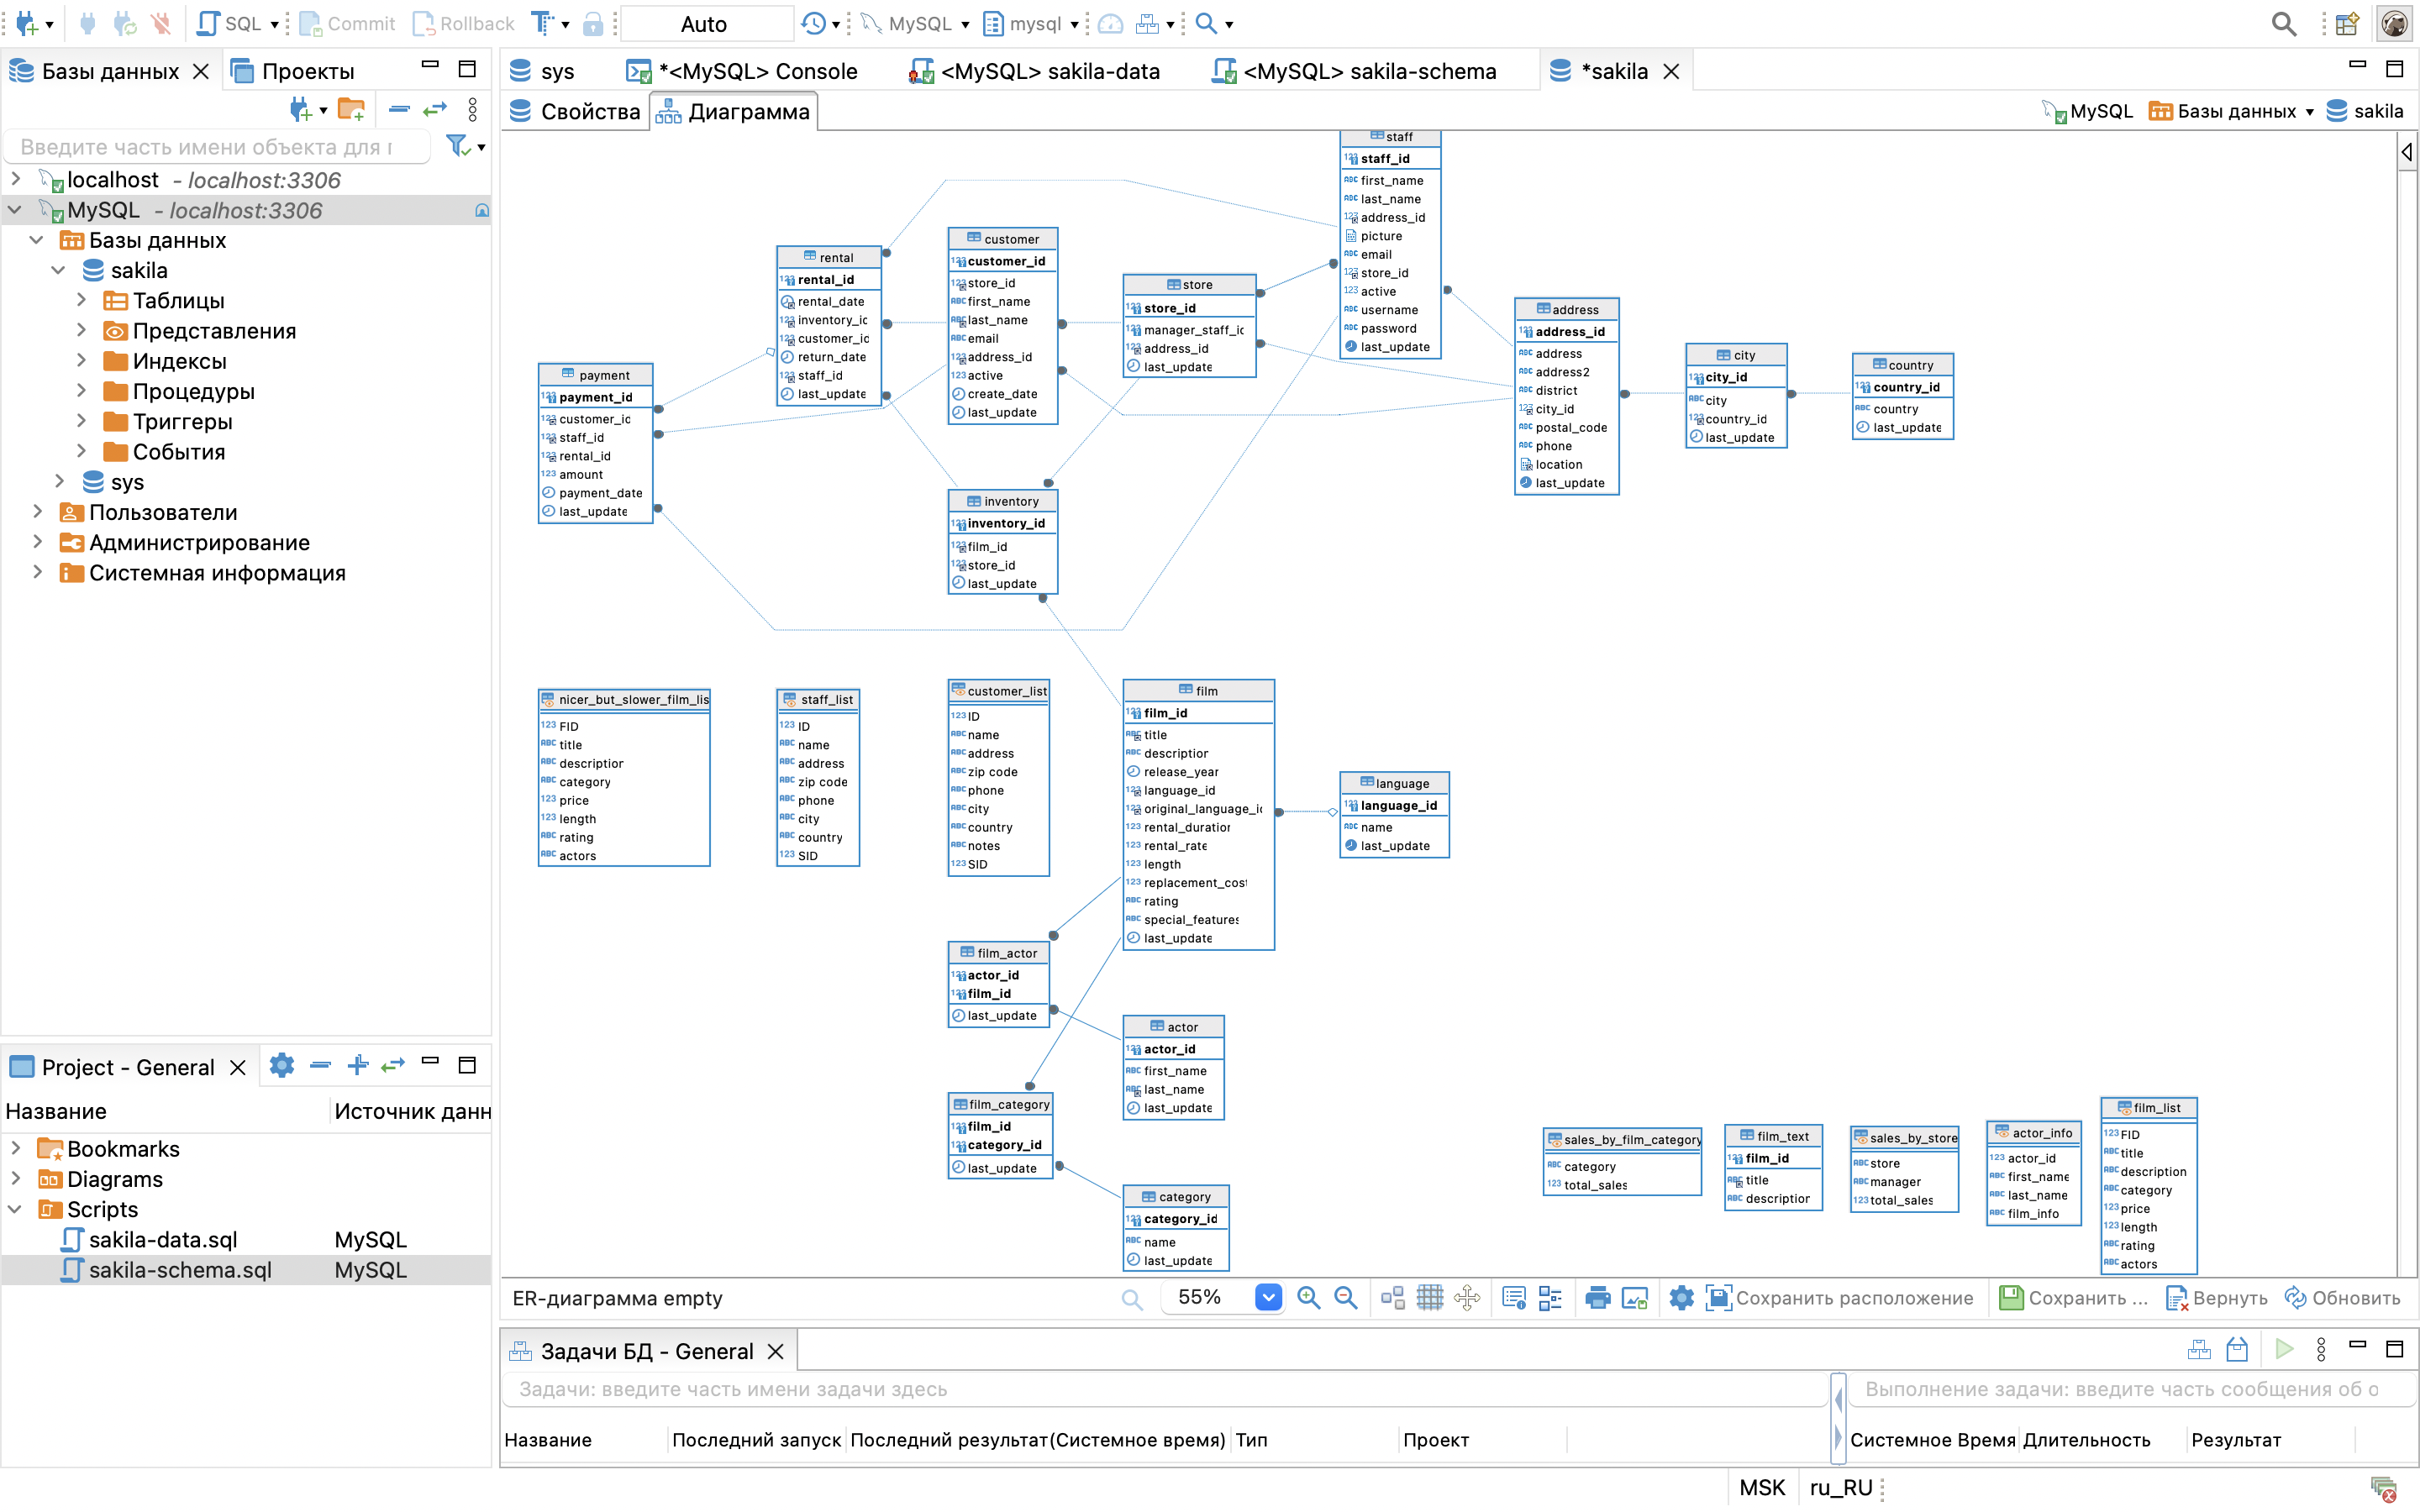 SQL
Commit
Rollback
Auto
MySQL
mysql
Базы данных
Проекты
Введите часть имени объекта для г
localhost - localhost:3306
MySQL - localhost:3306
Базы данных
sakila
Таблицы
Представления
Индексы
Процедуры
Триггеры
События
sys
Пользователи
Администрирование
Системная информация
Project - General
Название
Источник данн
Bookmarks
Diagrams
Scripts
sakila-data.sql MySQL
sakila-schema.sql MySQL
sys
*<MySQL> Console
<MySQL> sakila-data
<MySQL> sakila-schema
*sakila
Свойства
Диаграмма
MySQL
Базы данных
sakila
staff
staff_id
first_name
last_name
address_id
picture
email
store_id
active
username
password
last_update
customer
customer_id
store_id
first_name
last_name
email
address_id
active
create_date
last_update
rental
rental_id
rental_date
inventory_id
customer_id
return_date
staff_id
last_update
store
store_id
manager_staff_id
address_id
last_update
address
address_id
address
address2
district
city_id
postal_code
phone
location
last_update
city
city_id
city
country_id
last_update
country
country_id
country
last_update
payment
payment_id
customer_id
staff_id
rental_id
amount
payment_date
last_update
inventory
inventory_id
film_id
store_id
last_update
nicer_but_slower_film_lis
FID
title
description
category
price
length
rating
actors
staff_list
ID
name
address
zip code
phone
city
country
SID
customer_list
ID
name
address
zip code
phone
city
country
notes
SID
film
film_id
title
description
release_year
language_id
original_language_id
rental_duration
rental_rate
length
replacement_cost
rating
special_features
last_update
language
language_id
name
last_update
film_actor
actor_id
film_id
last_update
actor
actor_id
first_name
last_name
last_update
film_category
film_id
category_id
last_update
category
category_id
name
last_update
sales_by_film_category
category
total_sales
film_text
film_id
title
description
sales_by_store
store
manager
total_sales
actor_info
actor_id
first_name
last_name
film_info
film_list
FID
title
description
category
price
length
rating
actors
ER-диаграмма empty
55%
Сохранить расположение
Сохранить ...
Вернуть
Обновить
Задачи БД - General
Задачи: введите часть имени задачи здесь
Выполнение задачи: введите часть сообщения об о
Название
Последний запуск
Последний результат(Системное время)
Тип
Проект
Системное Время
Длительность
Результат
MSK
ru_RU